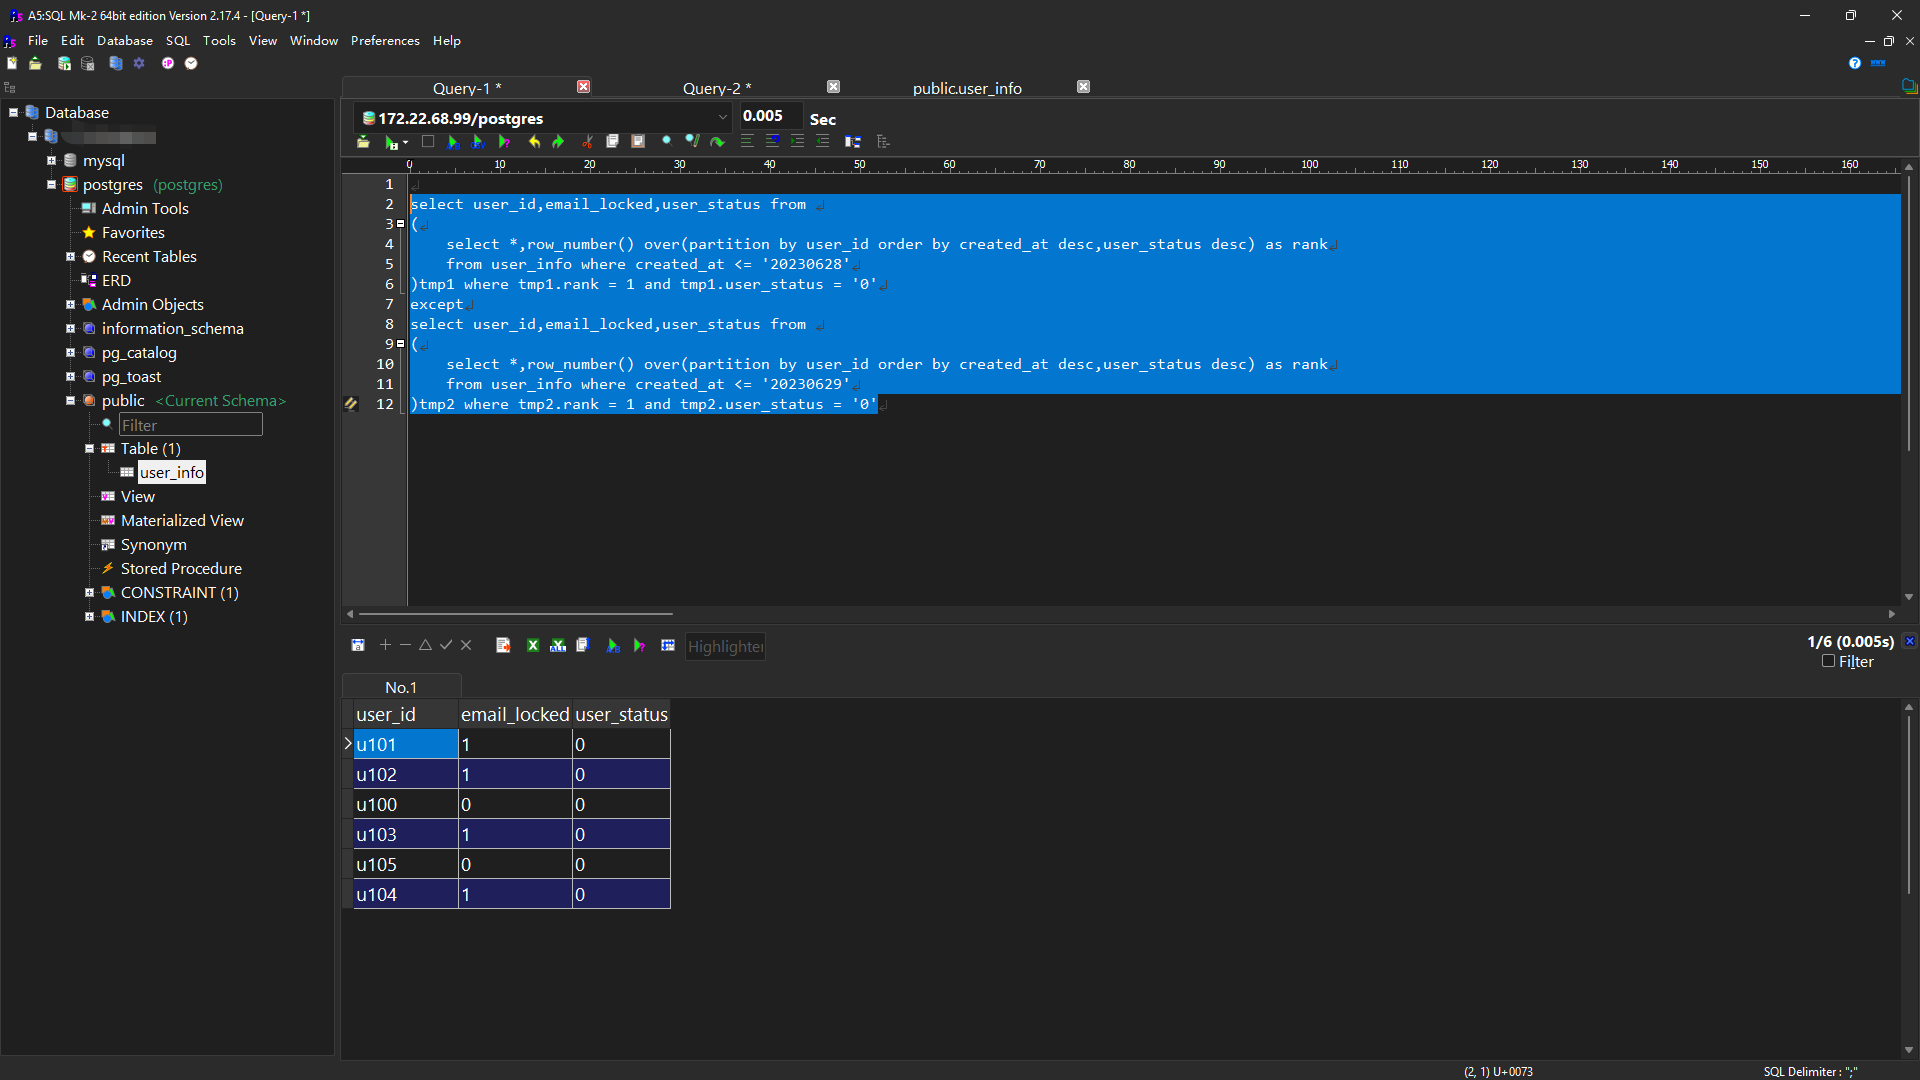 A5:SQL Mk-2 64bit edition Version 2.17.4 - [Query-1 *]
File Edit Database SQL Tools View Window Preferences Help
Query-1 *
Query-2 *
public.user_info
Database
mysql
postgres (postgres)
Admin Tools
Favorites
Recent Tables
ERD
Admin Objects
information_schema
pg_catalog
pg_toast
public <Current Schema>
Filter
Table (1)
user_info
View
Materialized View
Synonym
Stored Procedure
CONSTRAINT (1)
INDEX (1)
172.22.68.99/postgres
0.005 Sec
0 10 20 30 40 50 60 70 80 90 100 110 120 130 140 150 160
1
2 select user_id,email_locked,user_status from
3 (
4 select *,row_number() over(partition by user_id order by created_at desc,user_status desc) as rank
5 from user_info where created_at <= '20230628'
6 )tmp1 where tmp1.rank = 1 and tmp1.user_status = '0'
7 except
8 select user_id,email_locked,user_status from
9 (
10 select *,row_number() over(partition by user_id order by created_at desc,user_status desc) as rank
11 from user_info where created_at <= '20230629'
12 )tmp2 where tmp2.rank = 1 and tmp2.user_status = '0'
ALL
Highlighter
1/6 (0.005s)
Filter
No.1
user_id email_locked user_status
u101 1 0
u102 1 0
u100 0 0
u103 1 0
u105 0 0
u104 1 0
(2, 1) U+0073
SQL Delimiter : ";"